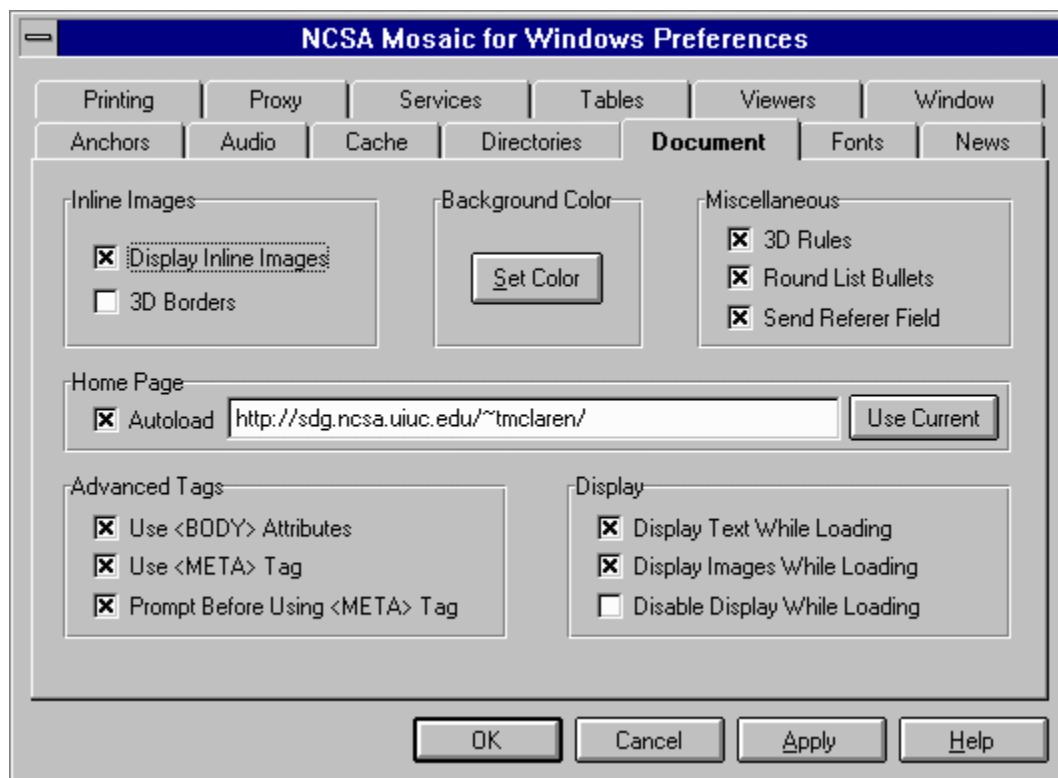 NCSA Mosaic for Windows Preferences
Printing Proxy Services Tables Viewers Window
Anchors Audio Cache Directories Document Fonts News
Inline Images
Display Inline Images
3D Borders
Background Color
Set Color
Miscellaneous
3D Rules
Round List Bullets
Send Referer Field
Home Page
Autoload http://sdg.ncsa.uiuc.edu/~tmclaren/ Use Current
Advanced Tags
Use <BODY> Attributes
Use <META> Tag
Prompt Before Using <META> Tag
Display
Display Text While Loading
Display Images While Loading
Disable Display While Loading
OK Cancel Apply Help